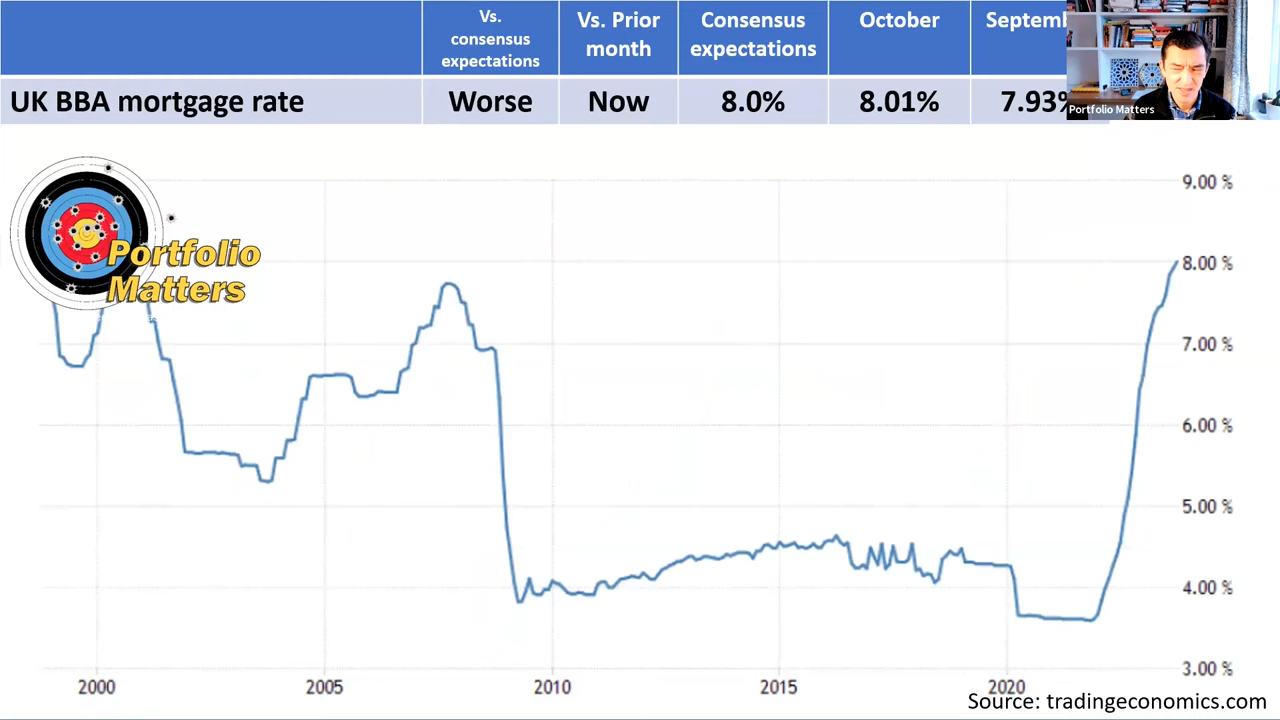 Vs.
consensus
expectations
Vs. Prior
month
Consensus
expectations
October
UK BBA mortgage rate
Worse
Now
8.0%
8.01%
Portfolio Matters
Portfolio
Matters
9.00 %
8.00 %
7.00 %
6.00 %
5.00 %
4.00 %
3.00 %
2000
2005
2010
2015
2020
Source: tradingeconomics.com